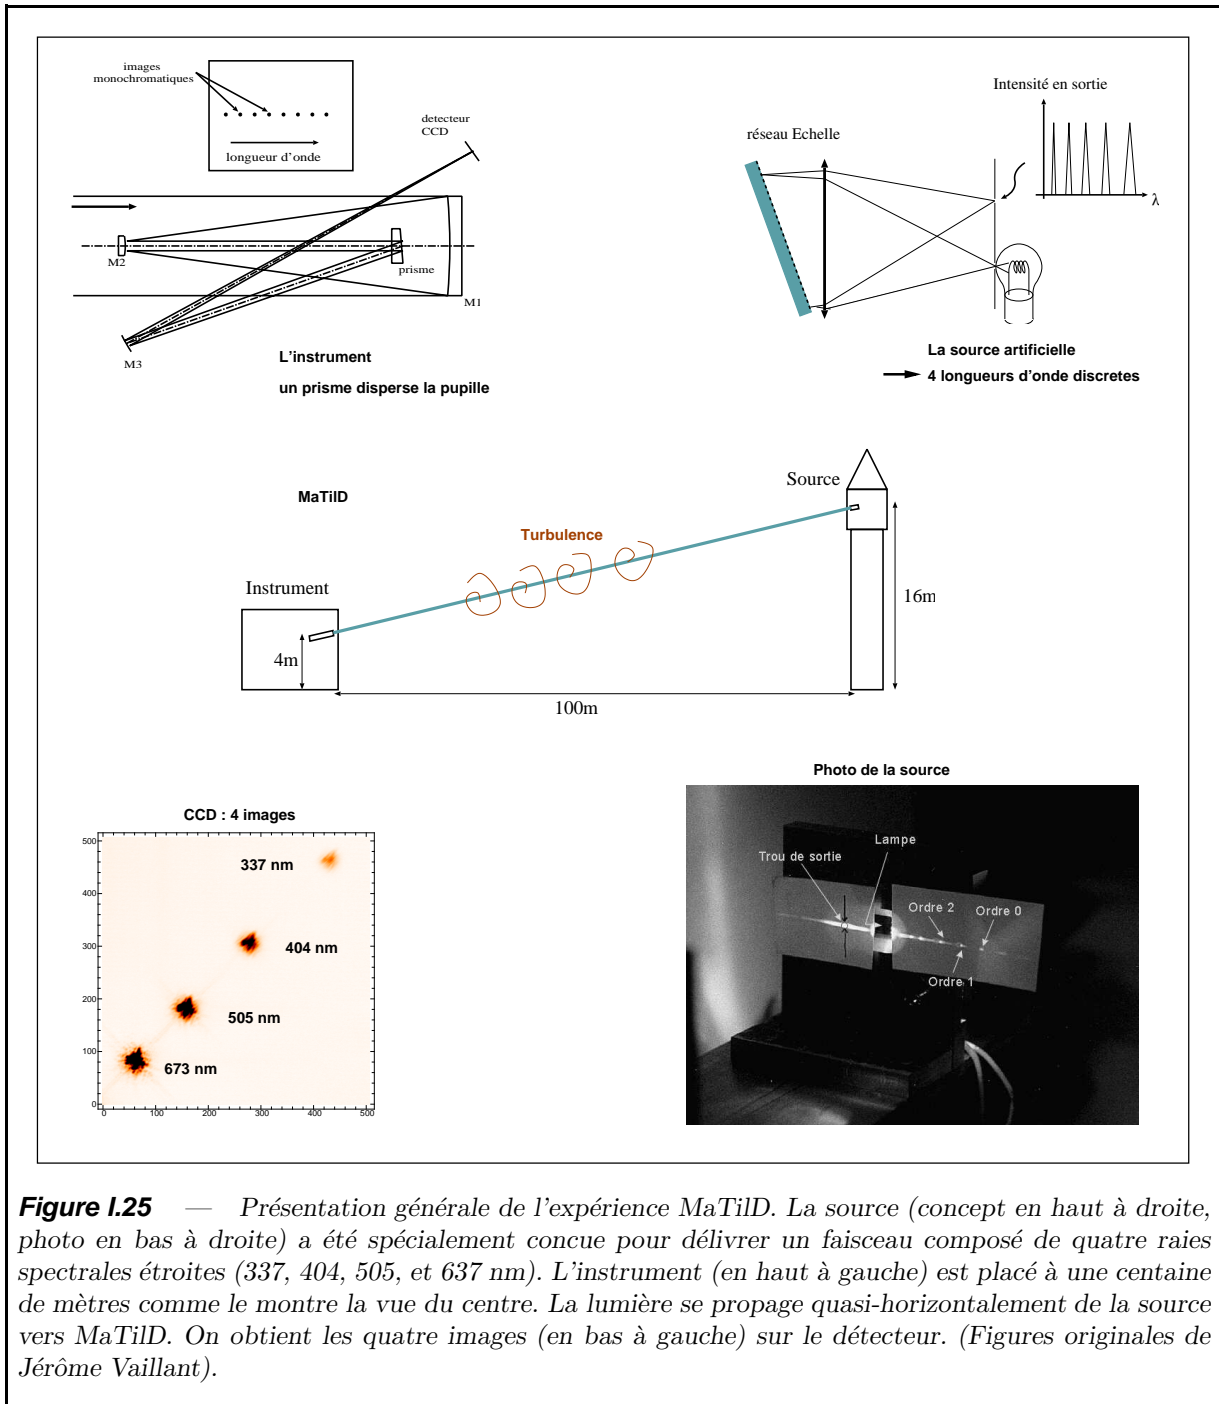 images
monochromatiques
longueur d'onde
detecteur
CCD
M2
prisme
M1
M3
L'instrument
un prisme disperse la pupille
Intensité en sortie
réseau Echelle
λ
La source artificielle
4 longueurs d'onde discretes
MaTilD
Source
Turbulence
Instrument
16m
4m
100m
CCD : 4 images
500
400
300
200
100
0
0 100 200 300 400 500
337 nm
404 nm
505 nm
673 nm
Photo de la source
Lampe
Trou de sortie
Ordre 2
Ordre 0
Ordre 1
Figure I.25 — Présentation générale de l'expérience MaTilD. La source (concept en haut à droite,
photo en bas à droite) a été spécialement concue pour délivrer un faisceau composé de quatre raies
spectrales étroites (337, 404, 505, et 637 nm). L'instrument (en haut à gauche) est placé à une centaine
de mètres comme le montre la vue du centre. La lumière se propage quasi-horizontalement de la source
vers MaTilD. On obtient les quatre images (en bas à gauche) sur le détecteur. (Figures originales de
Jérôme Vaillant).